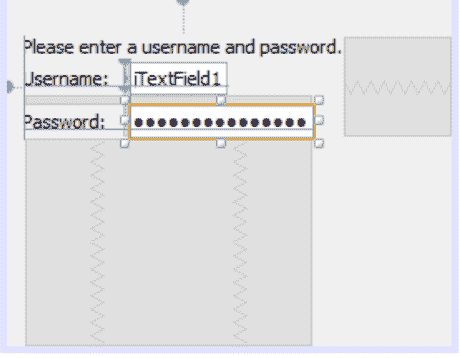 Please enter a username and password.
Username: jTextField1
Password: ••••••••••••••